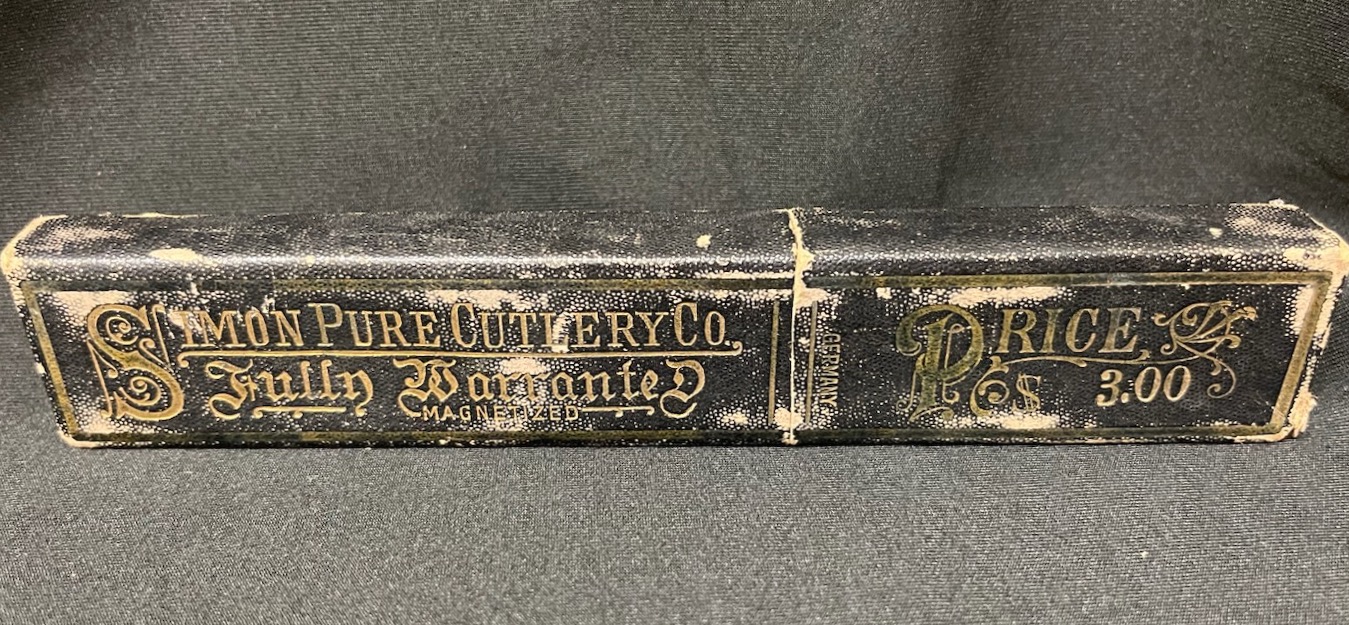 SIMON PURE CUTLERY CO.
Fully Warranted
MAGNETIZED
GERMANY.
PRICE,
$ 3.00